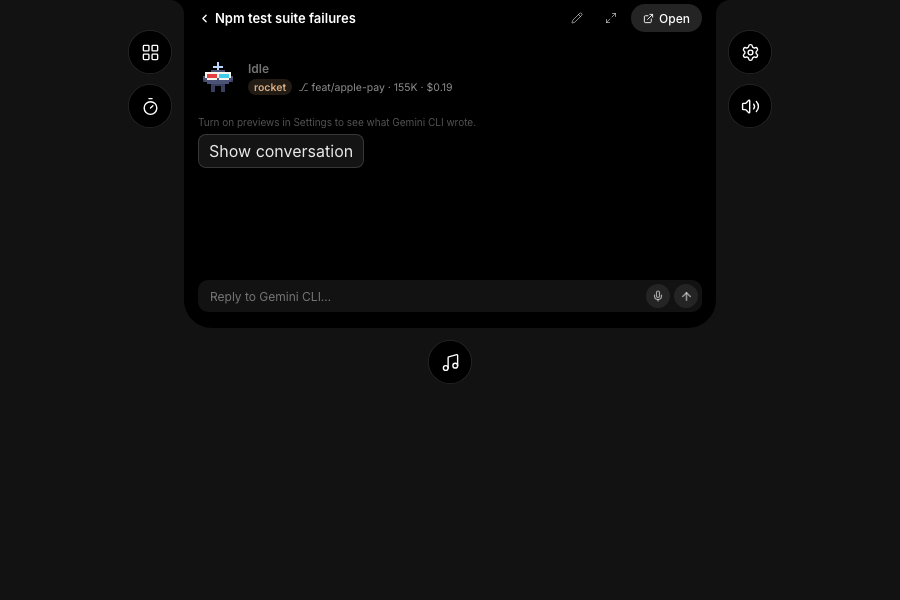 Npm test suite failures
Open
Idle
rocket feat/apple-pay · 155K · $0.19
Turn on previews in Settings to see what Gemini CLI wrote.
Show conversation
Reply to Gemini CLI...